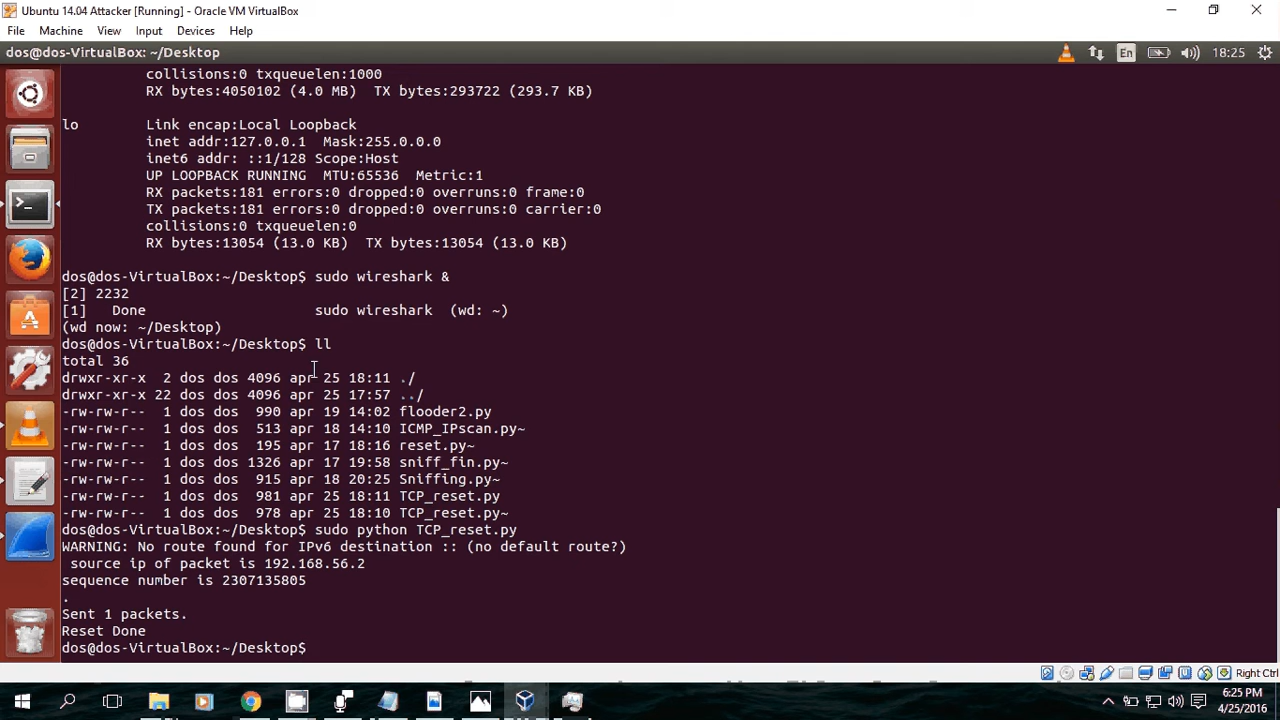 Ubuntu 14.04 Attacker [Running] - Oracle VM VirtualBox
File Machine View Input Devices Help
dos@dos-VirtualBox: ~/Desktop En 18:25
collisions:0 txqueuelen:1000
RX bytes:4050102 (4.0 MB)  TX bytes:293722 (293.7 KB)
lo        Link encap:Local Loopback
inet addr:127.0.0.1  Mask:255.0.0.0
inet6 addr: ::1/128 Scope:Host
UP LOOPBACK RUNNING  MTU:65536  Metric:1
RX packets:181 errors:0 dropped:0 overruns:0 frame:0
TX packets:181 errors:0 dropped:0 overruns:0 carrier:0
collisions:0 txqueuelen:0
RX bytes:13054 (13.0 KB)  TX bytes:13054 (13.0 KB)
dos@dos-VirtualBox:~/Desktop$ sudo wireshark &
[2] 2232
[1]   Done                    sudo wireshark  (wd: ~)
(wd now: ~/Desktop)
dos@dos-VirtualBox:~/Desktop$ ll
total 36
drwxr-xr-x  2 dos dos 4096 apr 25 18:11 ./
drwxr-xr-x 22 dos dos 4096 apr 25 17:57 ../
-rw-rw-r--  1 dos dos  990 apr 19 14:02 flooder2.py
-rw-rw-r--  1 dos dos  513 apr 18 14:10 ICMP_IPscan.py~
-rw-rw-r--  1 dos dos  195 apr 17 18:16 reset.py~
-rw-rw-r--  1 dos dos 1326 apr 17 19:58 sniff_fin.py~
-rw-rw-r--  1 dos dos  915 apr 18 20:25 Sniffing.py~
-rw-rw-r--  1 dos dos  981 apr 25 18:11 TCP_reset.py
-rw-rw-r--  1 dos dos  978 apr 25 18:10 TCP_reset.py~
dos@dos-VirtualBox:~/Desktop$ sudo python TCP_reset.py
WARNING: No route found for IPv6 destination :: (no default route?)
source ip of packet is 192.168.56.2
sequence number is 2307135805
.
Sent 1 packets.
Reset Done
dos@dos-VirtualBox:~/Desktop$
Right Ctrl
6:25 PM
4/25/2016